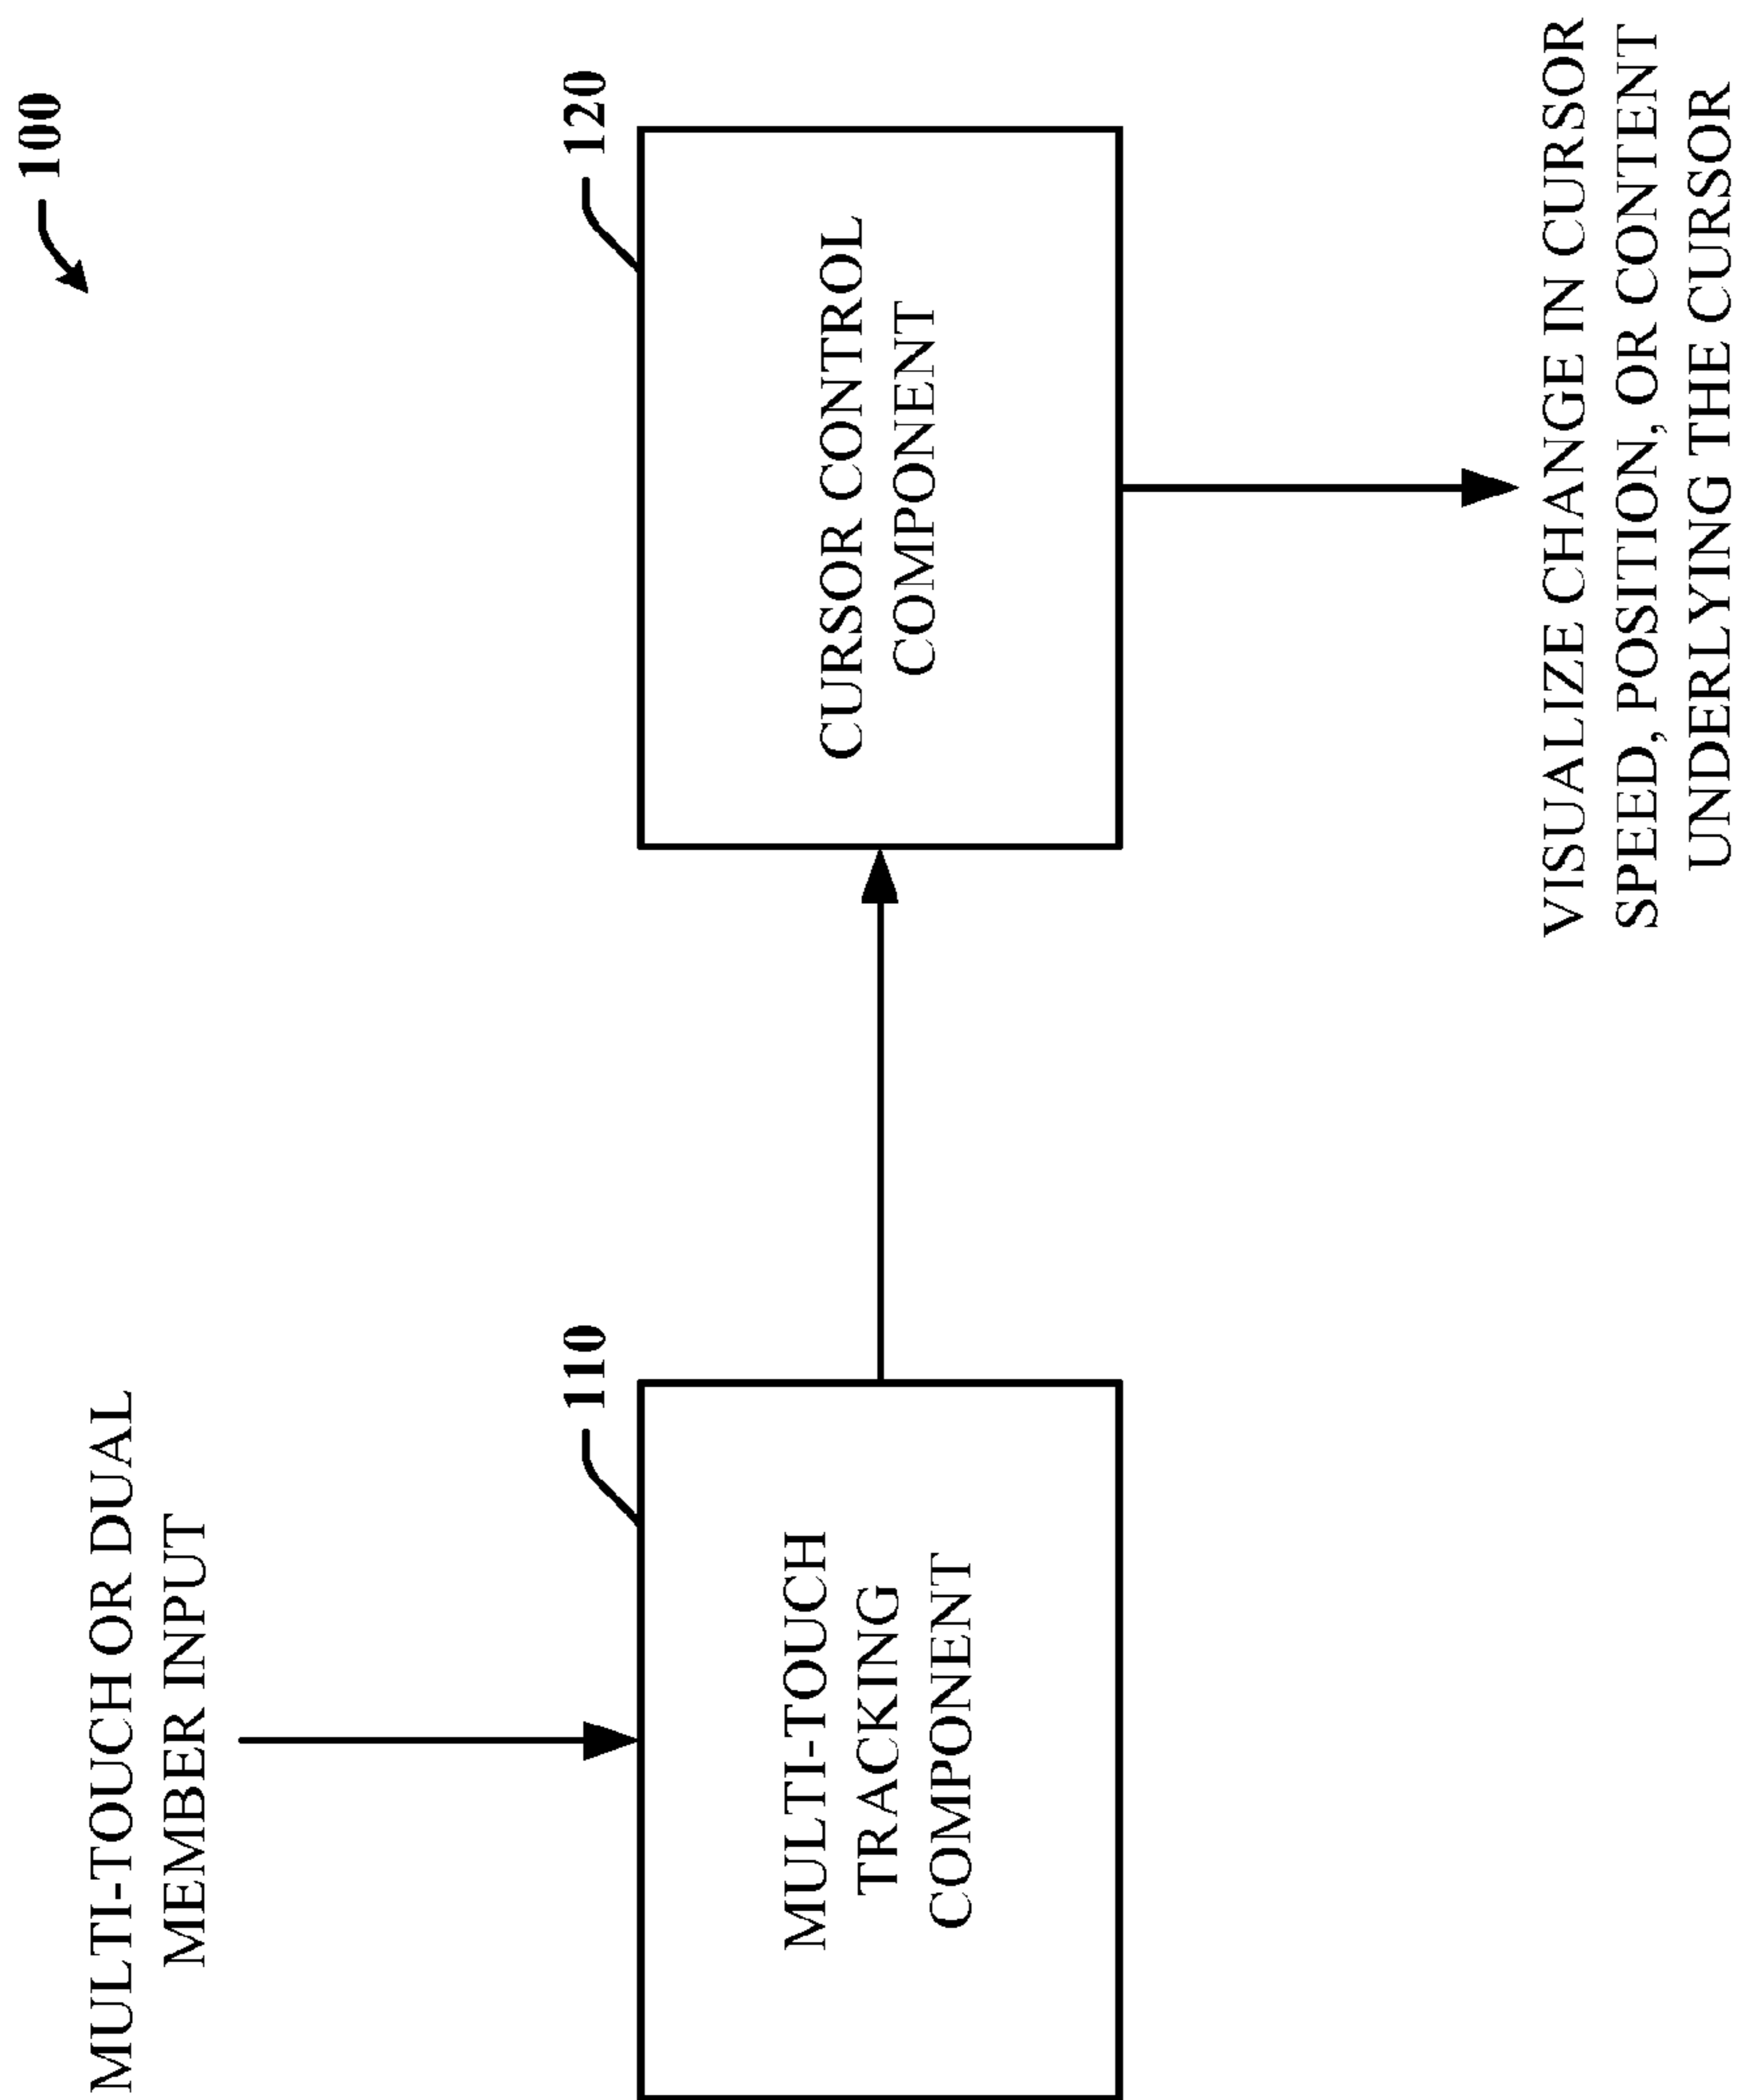 100
MULTI-TOUCH OR DUAL
MEMBER INPUT
110
120
MULTI-TOUCH
TRACKING
COMPONENT
CURSOR CONTROL
COMPONENT
VISUALIZE CHANGE IN CURSOR
SPEED, POSITION, OR CONTENT
UNDERLYING THE CURSOR